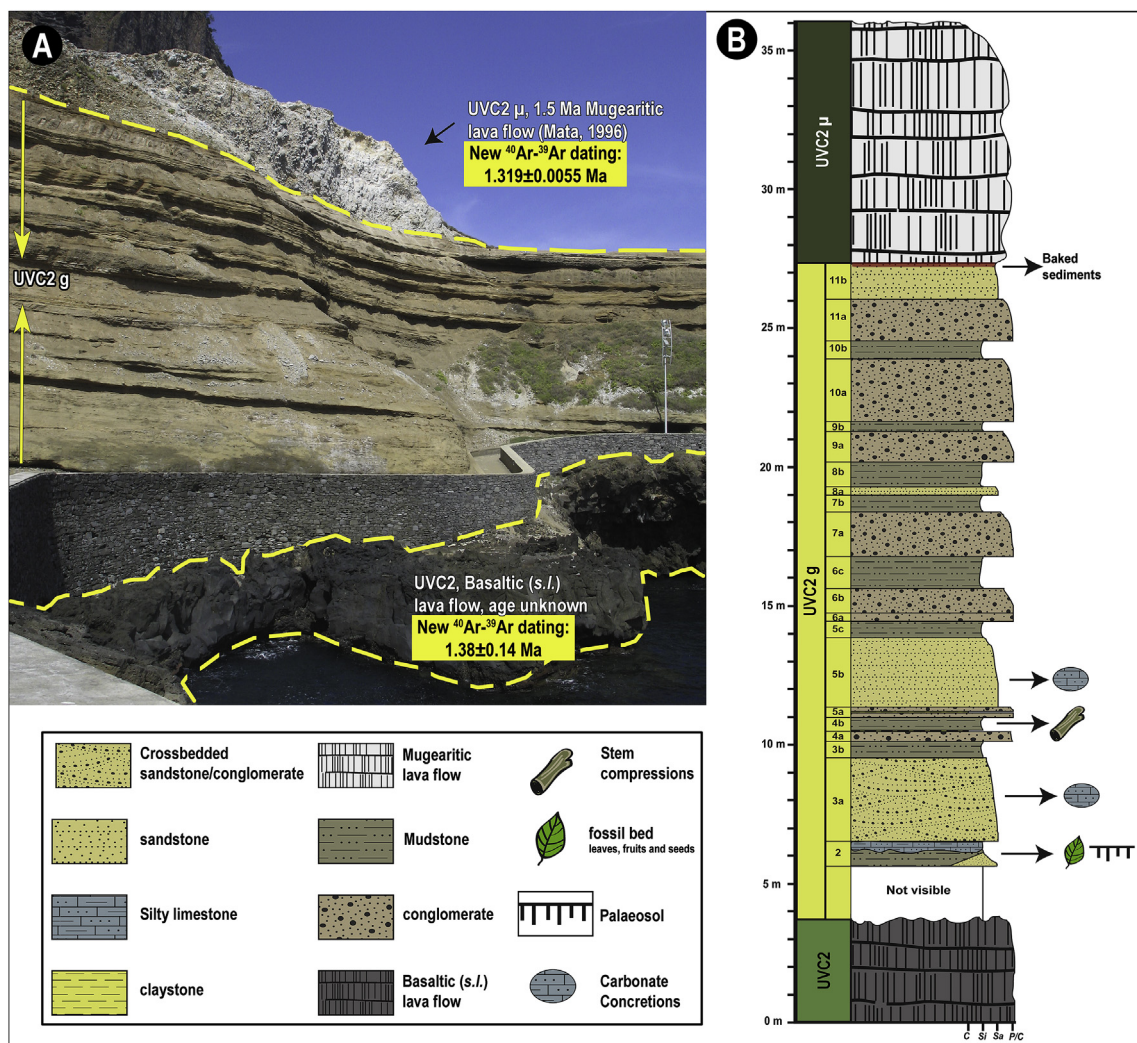 A
UVC2 µ, 1.5 Ma Mugearitic
lava flow (Mata, 1996)
New ⁴⁰Ar-³⁹Ar dating:
1.319±0.0055 Ma
UVC2 g
UVC2, Basaltic (s.l.)
lava flow, age unknown
New ⁴⁰Ar-³⁹Ar dating:
1.38±0.14 Ma
Crossbedded
sandstone/conglomerate
Mugearitic
lava flow
Stem
compressions
sandstone
Mudstone
fossil bed
leaves, fruits and seeds
Silty limestone
conglomerate
Palaeosol
claystone
Basaltic (s.l.)
lava flow
Carbonate
Concretions
B
35 m
UVC2 µ
30 m
Baked
sediments
11b
11a
25 m
10b
10a
9b
9a
20 m
8b
8a
7b
7a
UVC2 g
6c
6b
15 m
6a
5c
5b
5a
4b
4a
10 m
3b
3a
2
5 m
Not visible
UVC2
0 m
C Si Sa P/C